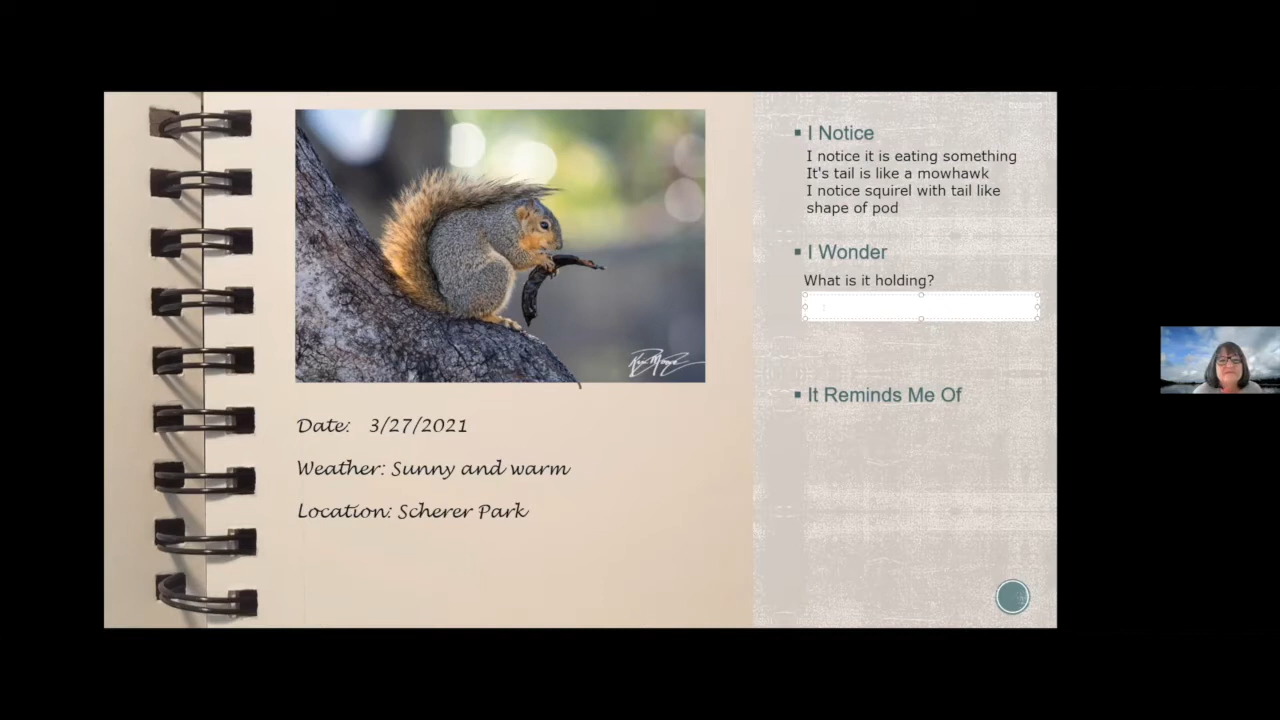 Date: 3/27/2021
Weather: Sunny and warm
Location: Scherer Park
I Notice
I notice it is eating something
It's tail is like a mowhawk
I notice squirel with tail like
shape of pod
I Wonder
What is it holding?
It Reminds Me Of